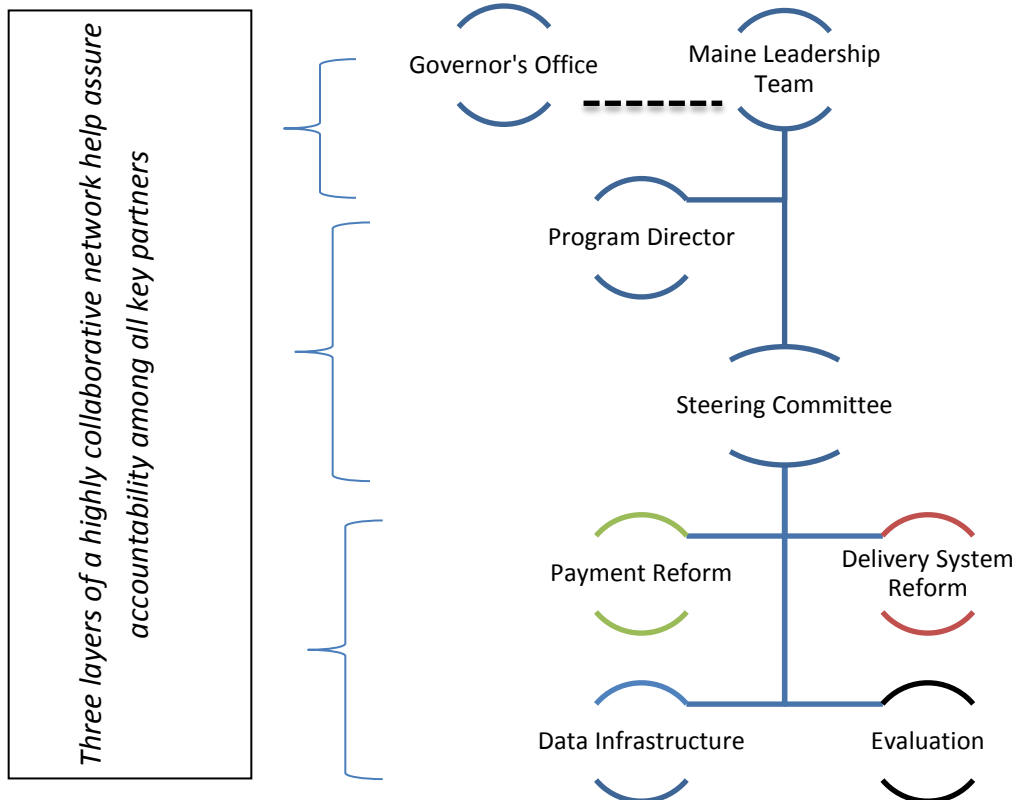 Three layers of a highly collaborative network help assure
accountability among all key partners
Governor's Office
Maine Leadership
Team
Program Director
Steering Committee
Payment Reform
Delivery System
Reform
Data Infrastructure
Evaluation